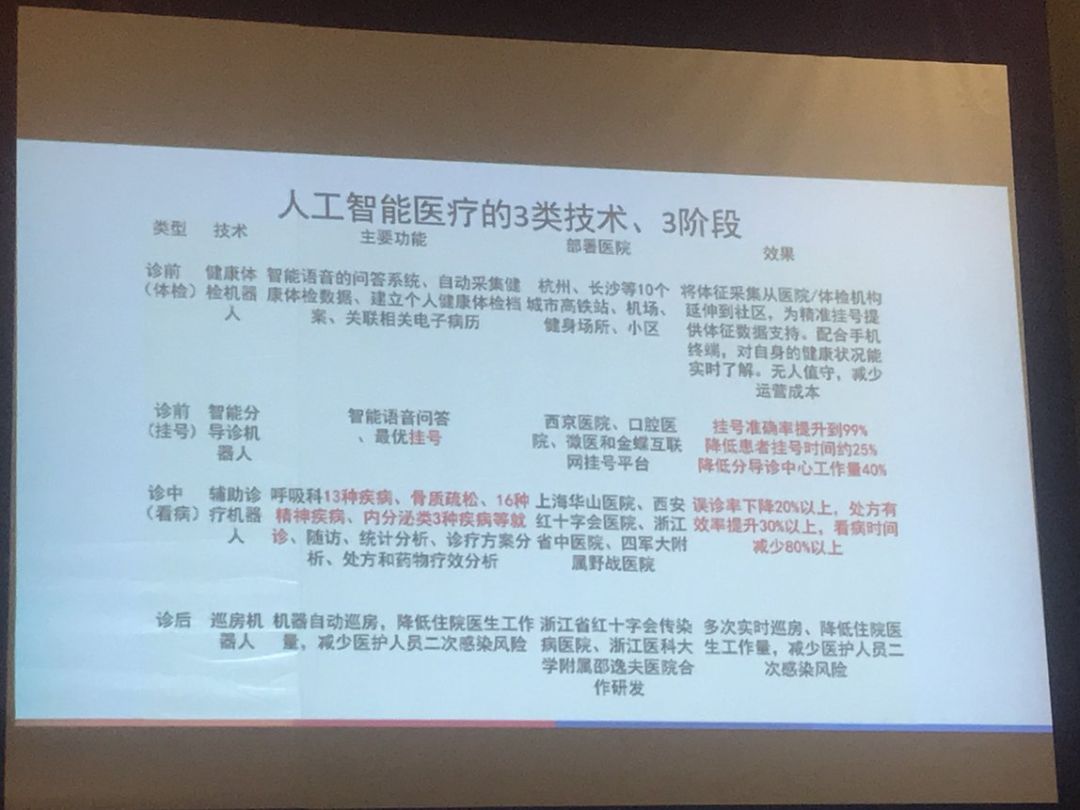 人工智能医疗的3类技术、3阶段
类型 技术 主要功能 部署医院 效果
诊前
（体检）
健康体
检机器
人
智能语音的问答系统、自动采集健
康体检数据、建立个人健康体检档
案、关联相关电子病历
杭州、长沙等10个
城市高铁站、机场、
健身场所、小区
将体征采集从医院/体检机构
延伸到社区，为精准挂号提
供体征数据支持。配合手机
终端，对自身的健康状况能
实时了解。无人值守，减少
运营成本
诊前
（挂号）
智能分
导诊机
器人
智能语音问答
、最优挂号
西京医院、口腔医
院、微医和金蝶互联
网挂号平台
挂号准确率提升到99%
降低患者挂号时间约25%
降低分导诊中心工作量40%
诊中
（看病）
辅助诊
疗机器
人
呼吸科13种疾病、骨质疏松、16种
精神疾病、内分泌类3种疾病等就
诊、随访、统计分析、诊疗方案分
析、处方和药物疗效分析
上海华山医院、西安
红十字会医院、浙江
省中医院、四军大附
属野战医院
误诊率下降20%以上，处方有
效率提升30%以上，看病时间
减少80%以上
诊后
巡房机
器人
机器自动巡房，降低住院医生工作
量，减少医护人员二次感染风险
浙江省红十字会传染
病医院、浙江医科大
学附属邵逸夫医院合
作研发
多次实时巡房、降低住院医
生工作量，减少医护人员二
次感染风险